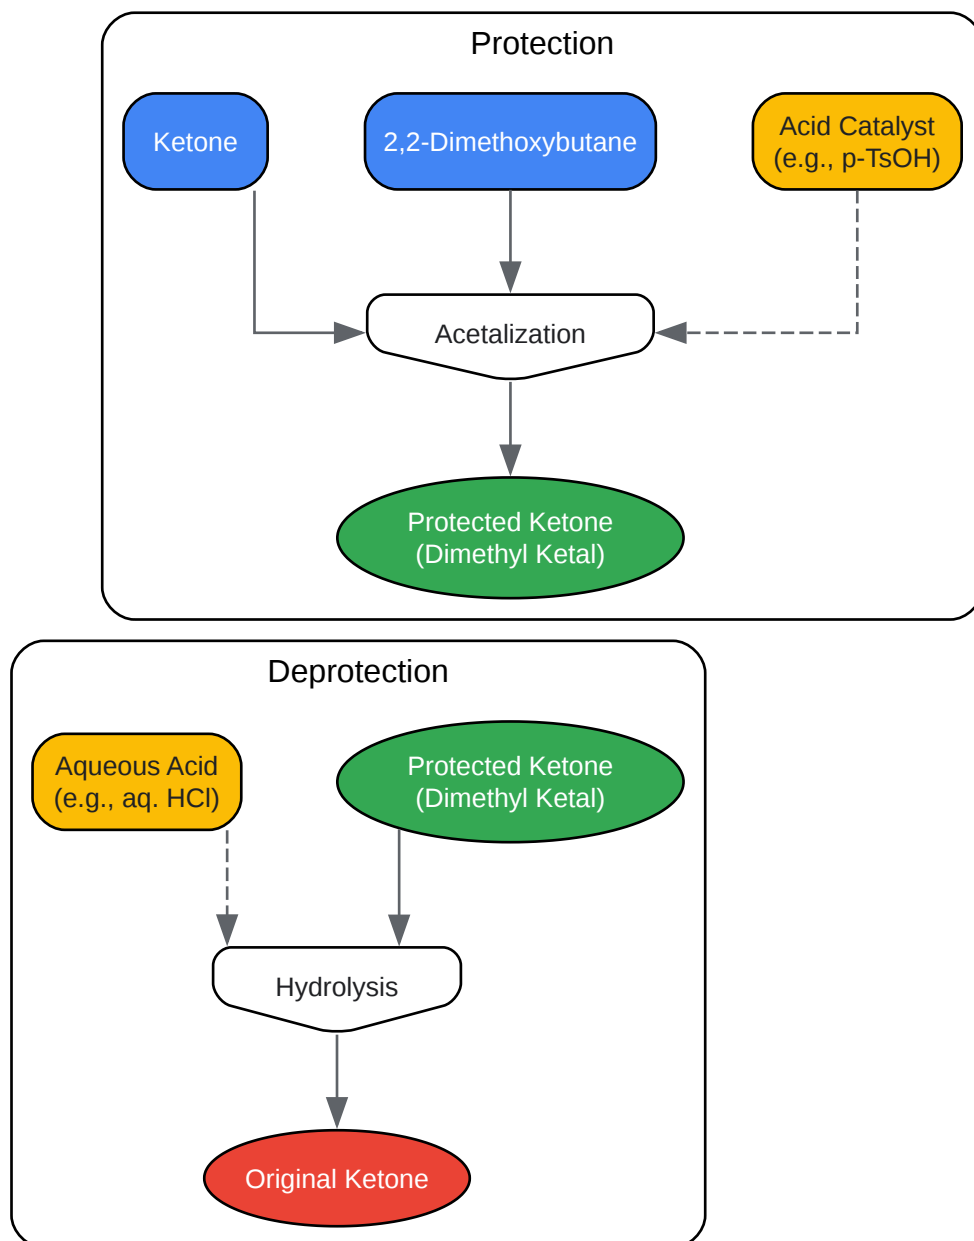 Protection
Ketone
2,2-Dimethoxybutane
Acid Catalyst
(e.g., p-TsOH)
Acetalization
Protected Ketone
(Dimethyl Ketal)
Deprotection
Aqueous Acid
(e.g., aq. HCl)
Protected Ketone
(Dimethyl Ketal)
Hydrolysis
Original Ketone